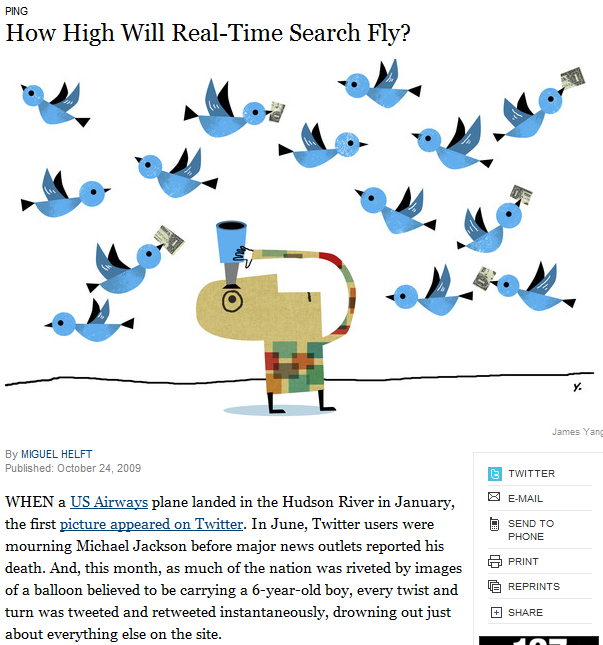 PING
How High Will Real-Time Search Fly?
Y.
James Yang
By MIGUEL HELFT
Published: October 24, 2009
WHEN a US Airways plane landed in the Hudson River in January,
the first picture appeared on Twitter. In June, Twitter users were
mourning Michael Jackson before major news outlets reported his
death. And, this month, as much of the nation was riveted by images
of a balloon believed to be carrying a 6-year-old boy, every twist and
turn was tweeted and retweeted instantaneously, drowning out just
about everything else on the site.
TWITTER
E-MAIL
SEND TO
PHONE
PRINT
REPRINTS
SHARE